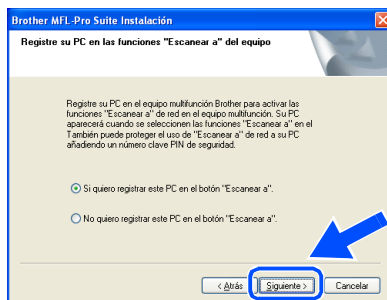 Brother MFL-Pro Suite Instalación
Registre su PC en las funciones "Escanear a" del equipo
Registre su PC en el equipo multifunción Brother para activar las
funciones "Escanear a" de red en el equipo multifunción. Su PC
aparecerá cuando se seleccionen las funciones "Escanear a" en el
También puede proteger el uso de "Escanear a" de red a su PC
añadiendo un número clave PIN de seguridad.
Si quiero registrar este PC en el botón "Escanear a".
No quiero registrar este PC en el botón "Escanear a".
< Atrás Siguiente > Cancelar